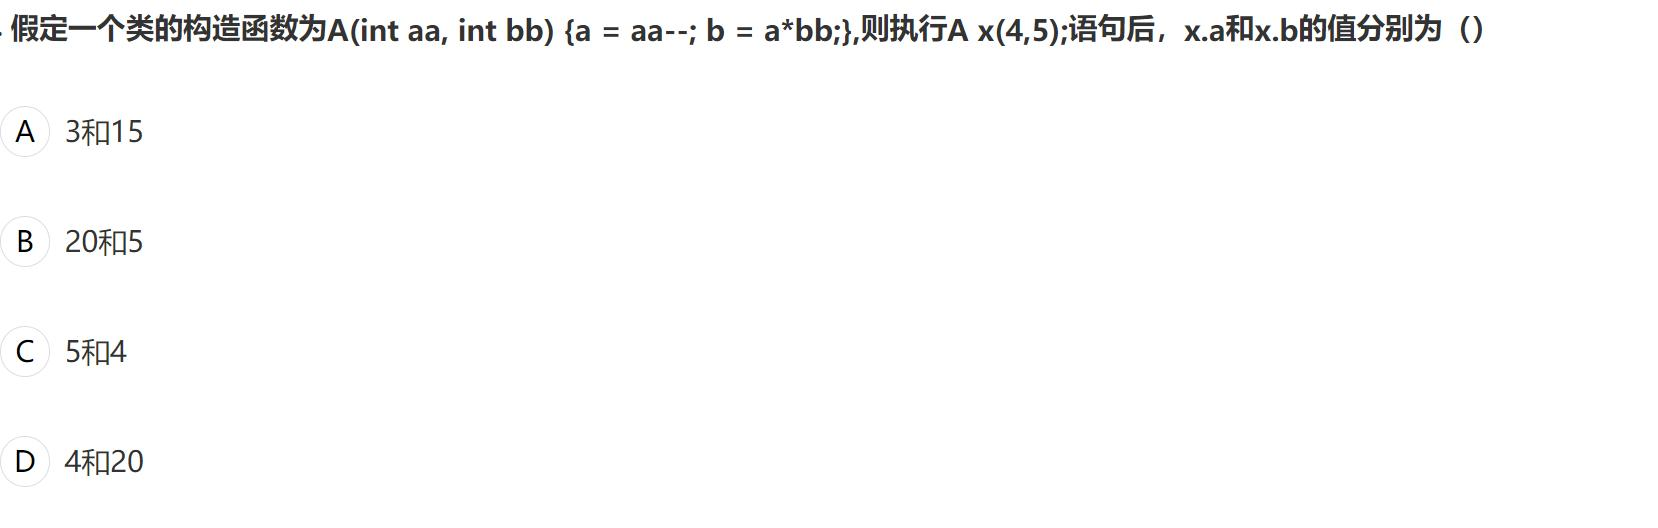 假定一个类的构造函数为A(int aa, int bb) {a = aa--; b = a*bb;},则执行A x(4,5);语句后，x.a和x.b的值分别为（）
A 3和15
B 20和5
C 5和4
D 4和20